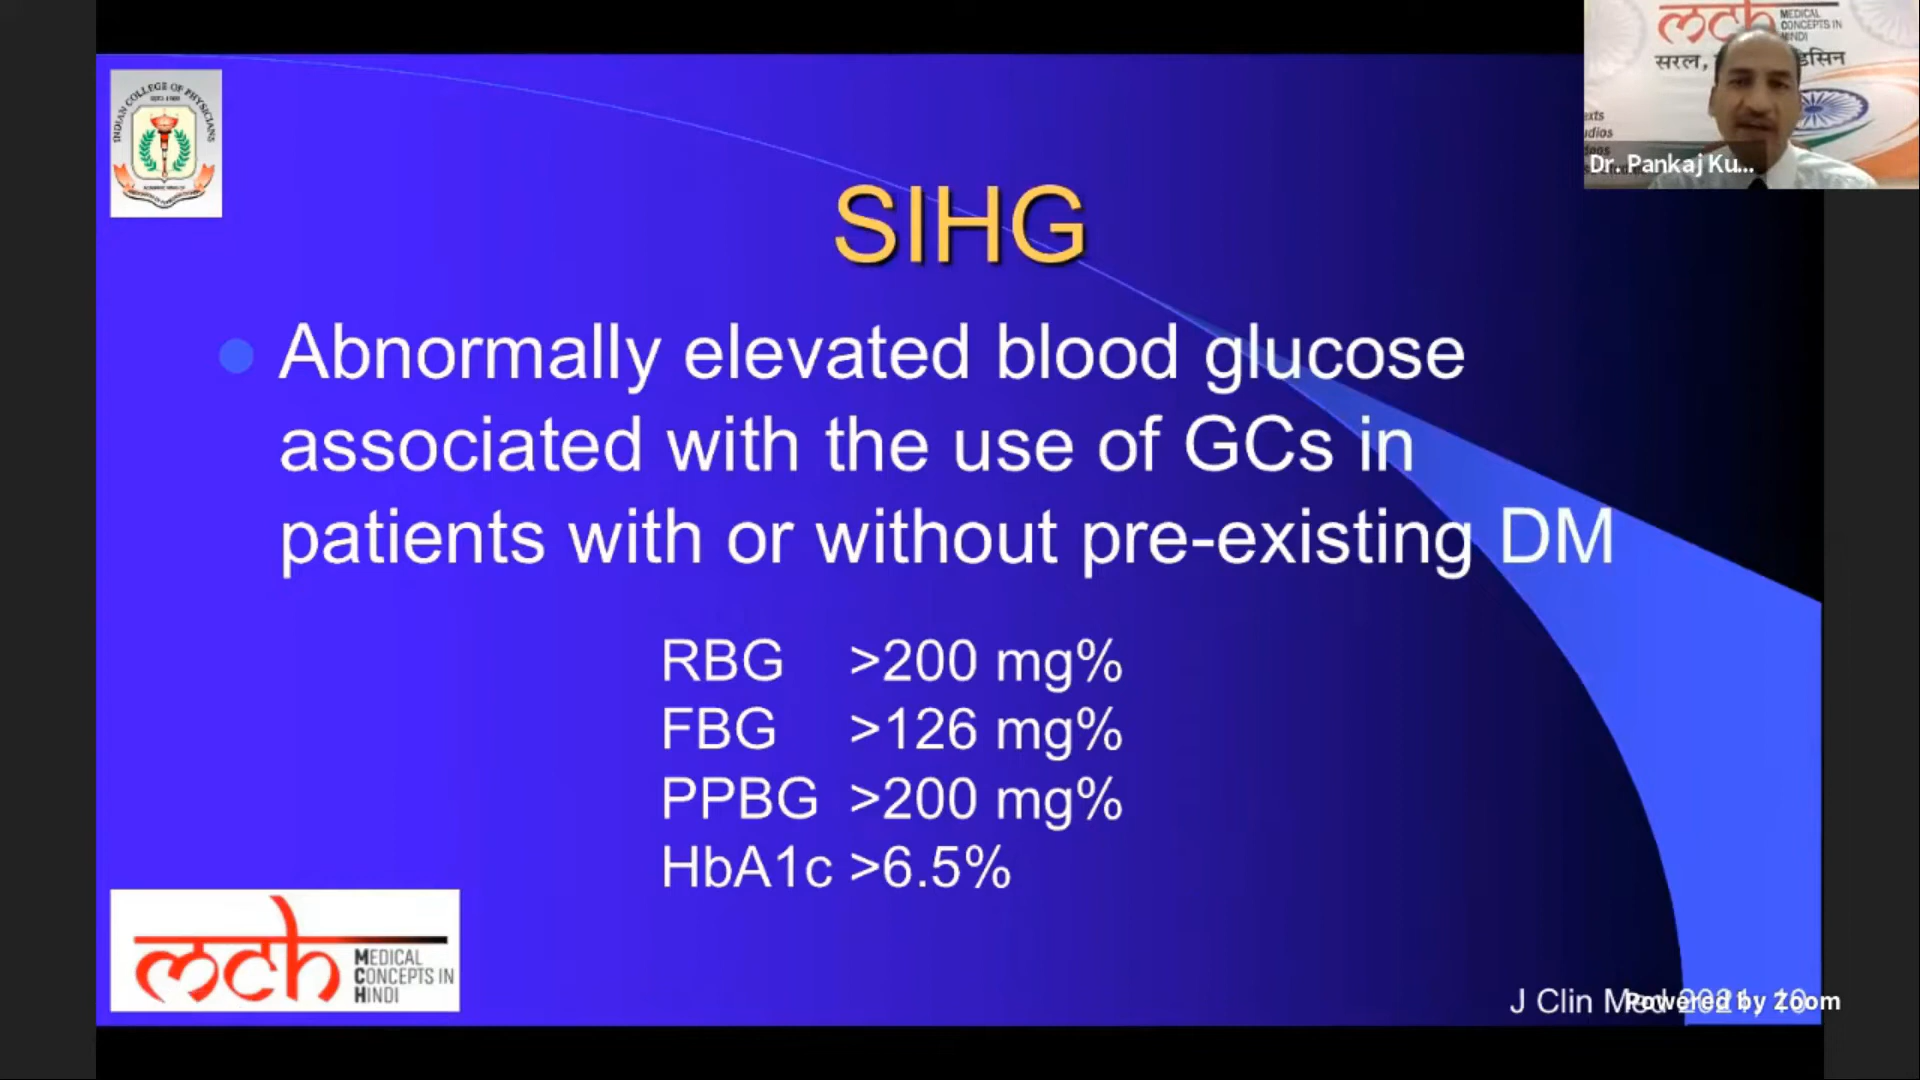 INDIAN COLLEGE OF PHYSICIANS
SIHG
Abnormally elevated blood glucose
associated with the use of GCs in
patients with or without pre-existing DM
RBG >200 mg%
FBG >126 mg%
PPBG >200 mg%
HbA1c >6.5%
mch
MEDICAL
CONCEPTS IN
HINDI
J Clin Med 2021, 10
Powered by Zoom
mch
MEDICAL
CONCEPTS IN
HINDI
सरल,
Dr. Pankaj Ku...